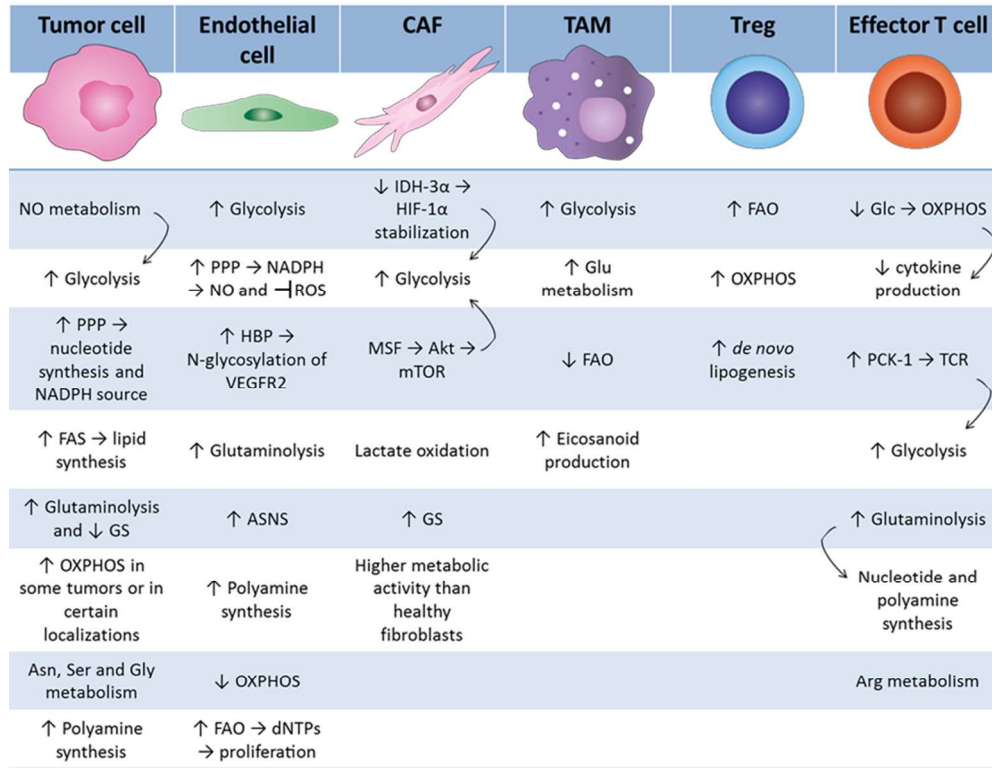 Tumor cell
Endothelial
cell
CAF
TAM
Treg
Effector T cell
NO metabolism
↑ Glycolysis
↓ IDH-3α →
HIF-1α
stabilization
↑ Glycolysis
↑ FAO
↓ Glc → OXPHOS
↑ Glycolysis
↑ PPP → NADPH
→ NO and ⊣ROS
↑ Glycolysis
↑ Glu
metabolism
↑ OXPHOS
↓ cytokine
production
↑ PPP →
nucleotide
synthesis and
NADPH source
↑ HBP →
N-glycosylation of
VEGFR2
MSF → Akt →
mTOR
↓ FAO
↑ de novo
lipogenesis
↑ PCK-1 → TCR
↑ FAS → lipid
synthesis
↑ Glutaminolysis
Lactate oxidation
↑ Eicosanoid
production
↑ Glycolysis
↑ Glutaminolysis
and ↓ GS
↑ ASNS
↑ GS
↑ Glutaminolysis
↑ OXPHOS in
some tumors or in
certain
localizations
↑ Polyamine
synthesis
Higher metabolic
activity than
healthy
fibroblasts
Nucleotide and
polyamine
synthesis
Asn, Ser and Gly
metabolism
↓ OXPHOS
Arg metabolism
↑ Polyamine
synthesis
↑ FAO → dNTPs
→ proliferation